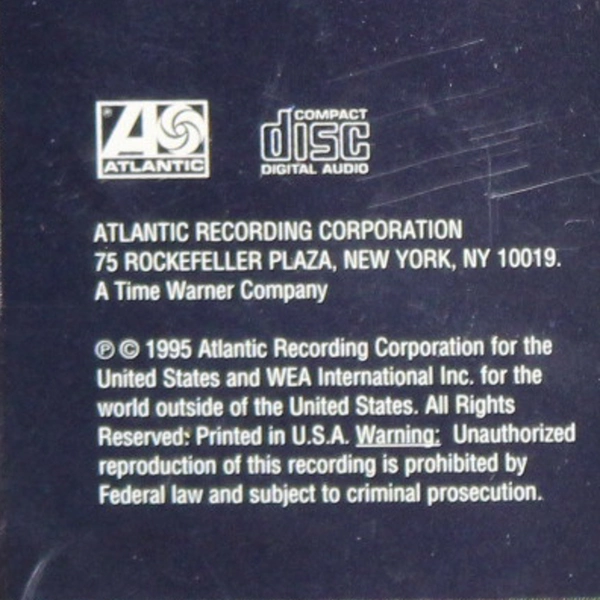 ATLANTIC
COMPACT
disc
DIGITAL AUDIO
ATLANTIC RECORDING CORPORATION
75 ROCKEFELLER PLAZA, NEW YORK, NY 10019.
A Time Warner Company
℗ © 1995 Atlantic Recording Corporation for the
United States and WEA International Inc. for the
world outside of the United States. All Rights
Reserved: Printed in U.S.A. Warning: Unauthorized
reproduction of this recording is prohibited by
Federal law and subject to criminal prosecution.